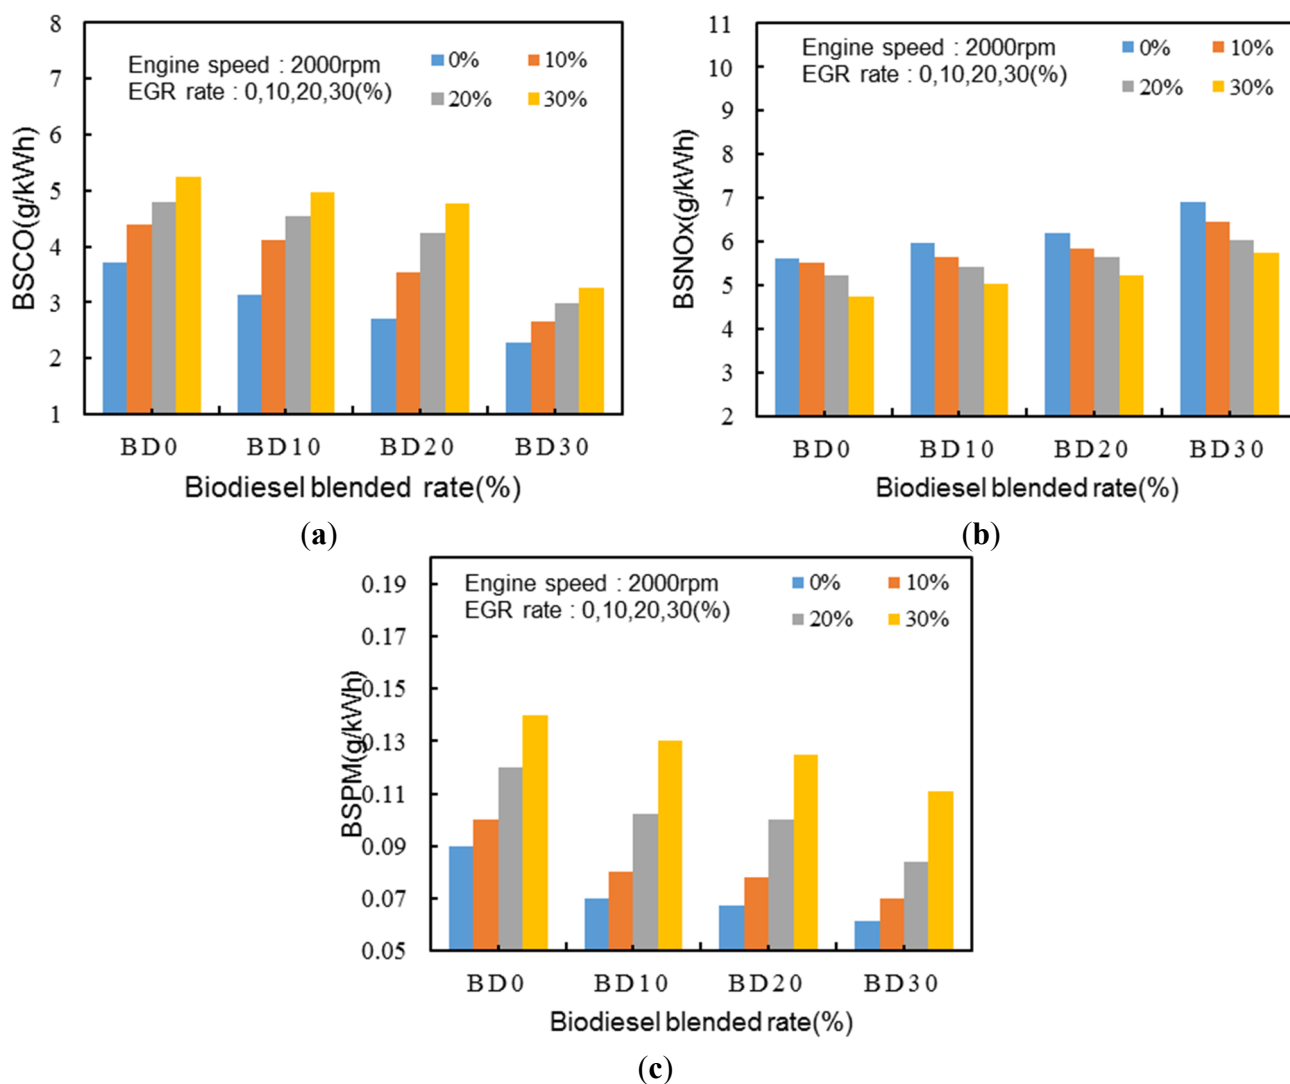 8
7
6
5
4
3
2
1
BSCO(g/kWh)
Engine speed : 2000rpm
EGR rate : 0,10,20,30(%)
0% 10%
20% 30%
BD0 BD10 BD20 BD30
Biodiesel blended rate(%)
(a)
11
10
9
8
7
6
5
4
3
2
BSNOx(g/kWh)
Engine speed : 2000rpm
EGR rate : 0,10,20,30(%)
0% 10%
20% 30%
BD0 BD10 BD20 BD30
Biodiesel blended rate(%)
(b)
0.19
0.17
0.15
0.13
0.11
0.09
0.07
0.05
BSPM(g/kWh)
Engine speed : 2000rpm
EGR rate : 0,10,20,30(%)
0% 10%
20% 30%
BD0 BD10 BD20 BD30
Biodiesel blended rate(%)
(c)